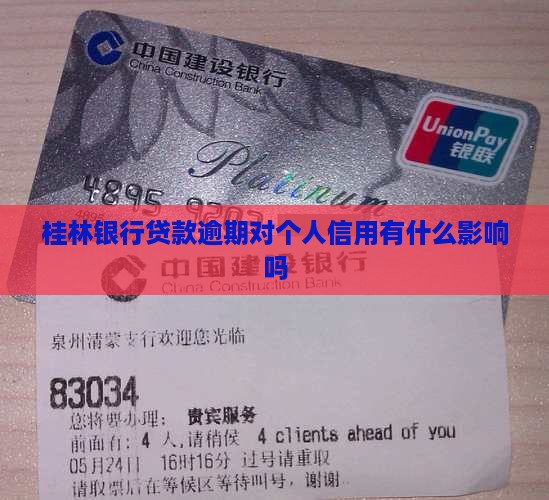 中国建设银行
China Construction Bank
UnionPay
银联
Platinum
4895
4895
桂林银行贷款逾期对个人信用有什么影响
吗
中国建设银行
China Construction Bank
泉州清蒙支行欢迎您光临
83034
您将要办理： 贵宾服务
前面有：4 人,请稍侯 4 clients ahead of you
05月24日 16时16分 过号请重取
请取票后在等候区等待叫号，谢谢